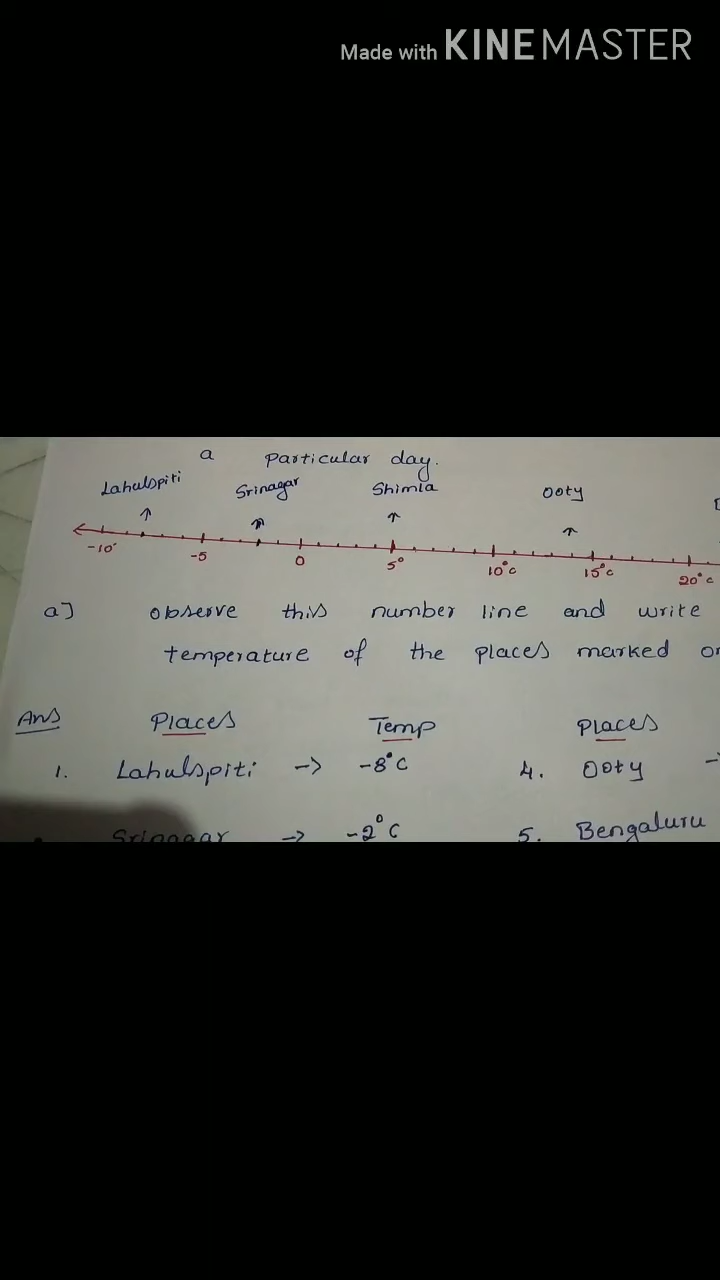 Made with KINEMASTER
a particular day.
Lahulspiti Srinagar Shimla Ooty
-10° -5 0 5° 10°C 15°C 20°C
a] observe this number line and write
temperature of the places marked
Ans Places Temp Places
1. Lahulspiti -> -8°C 4. Ooty
Srinagar -> -2°C 5. Bengaluru